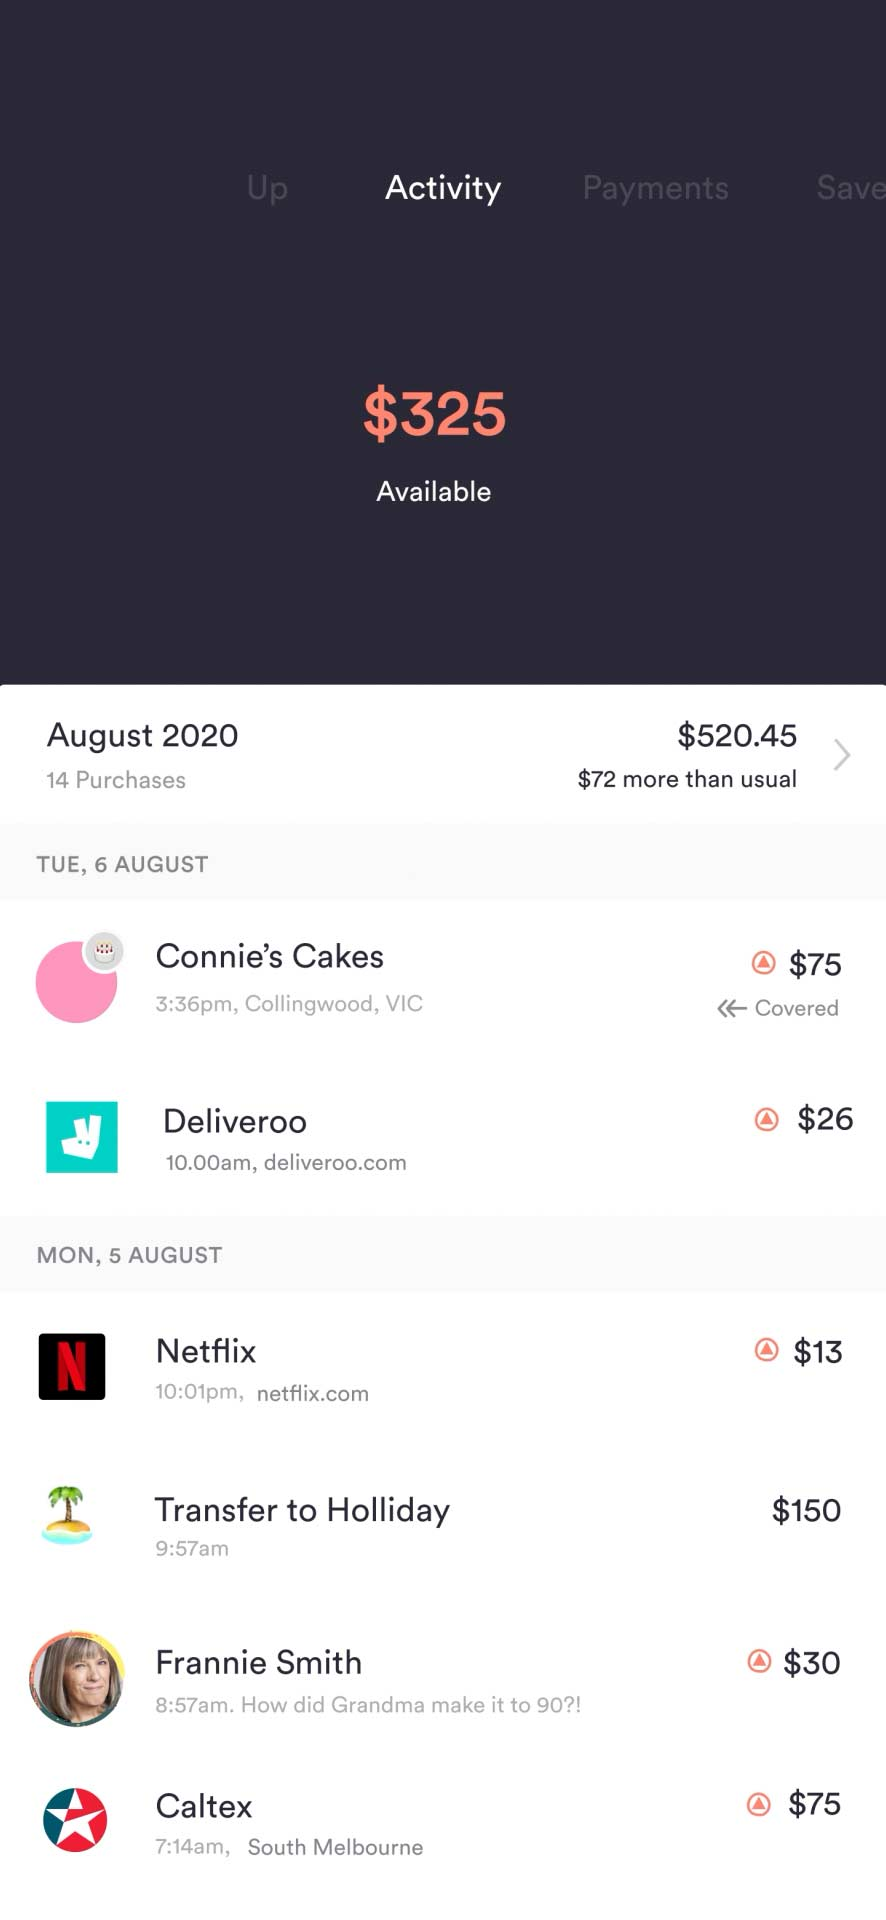 Up Activity Payments Save
$325
Available
August 2020 $520.45
14 Purchases $72 more than usual
TUE, 6 AUGUST
Connie’s Cakes $75
3:36pm, Collingwood, VIC Covered
Deliveroo $26
10.00am, deliveroo.com
MON, 5 AUGUST
N
Netflix $13
10:01pm, netflix.com
Transfer to Holliday $150
9:57am
Frannie Smith $30
8:57am. How did Grandma make it to 90?!
Caltex $75
7:14am, South Melbourne